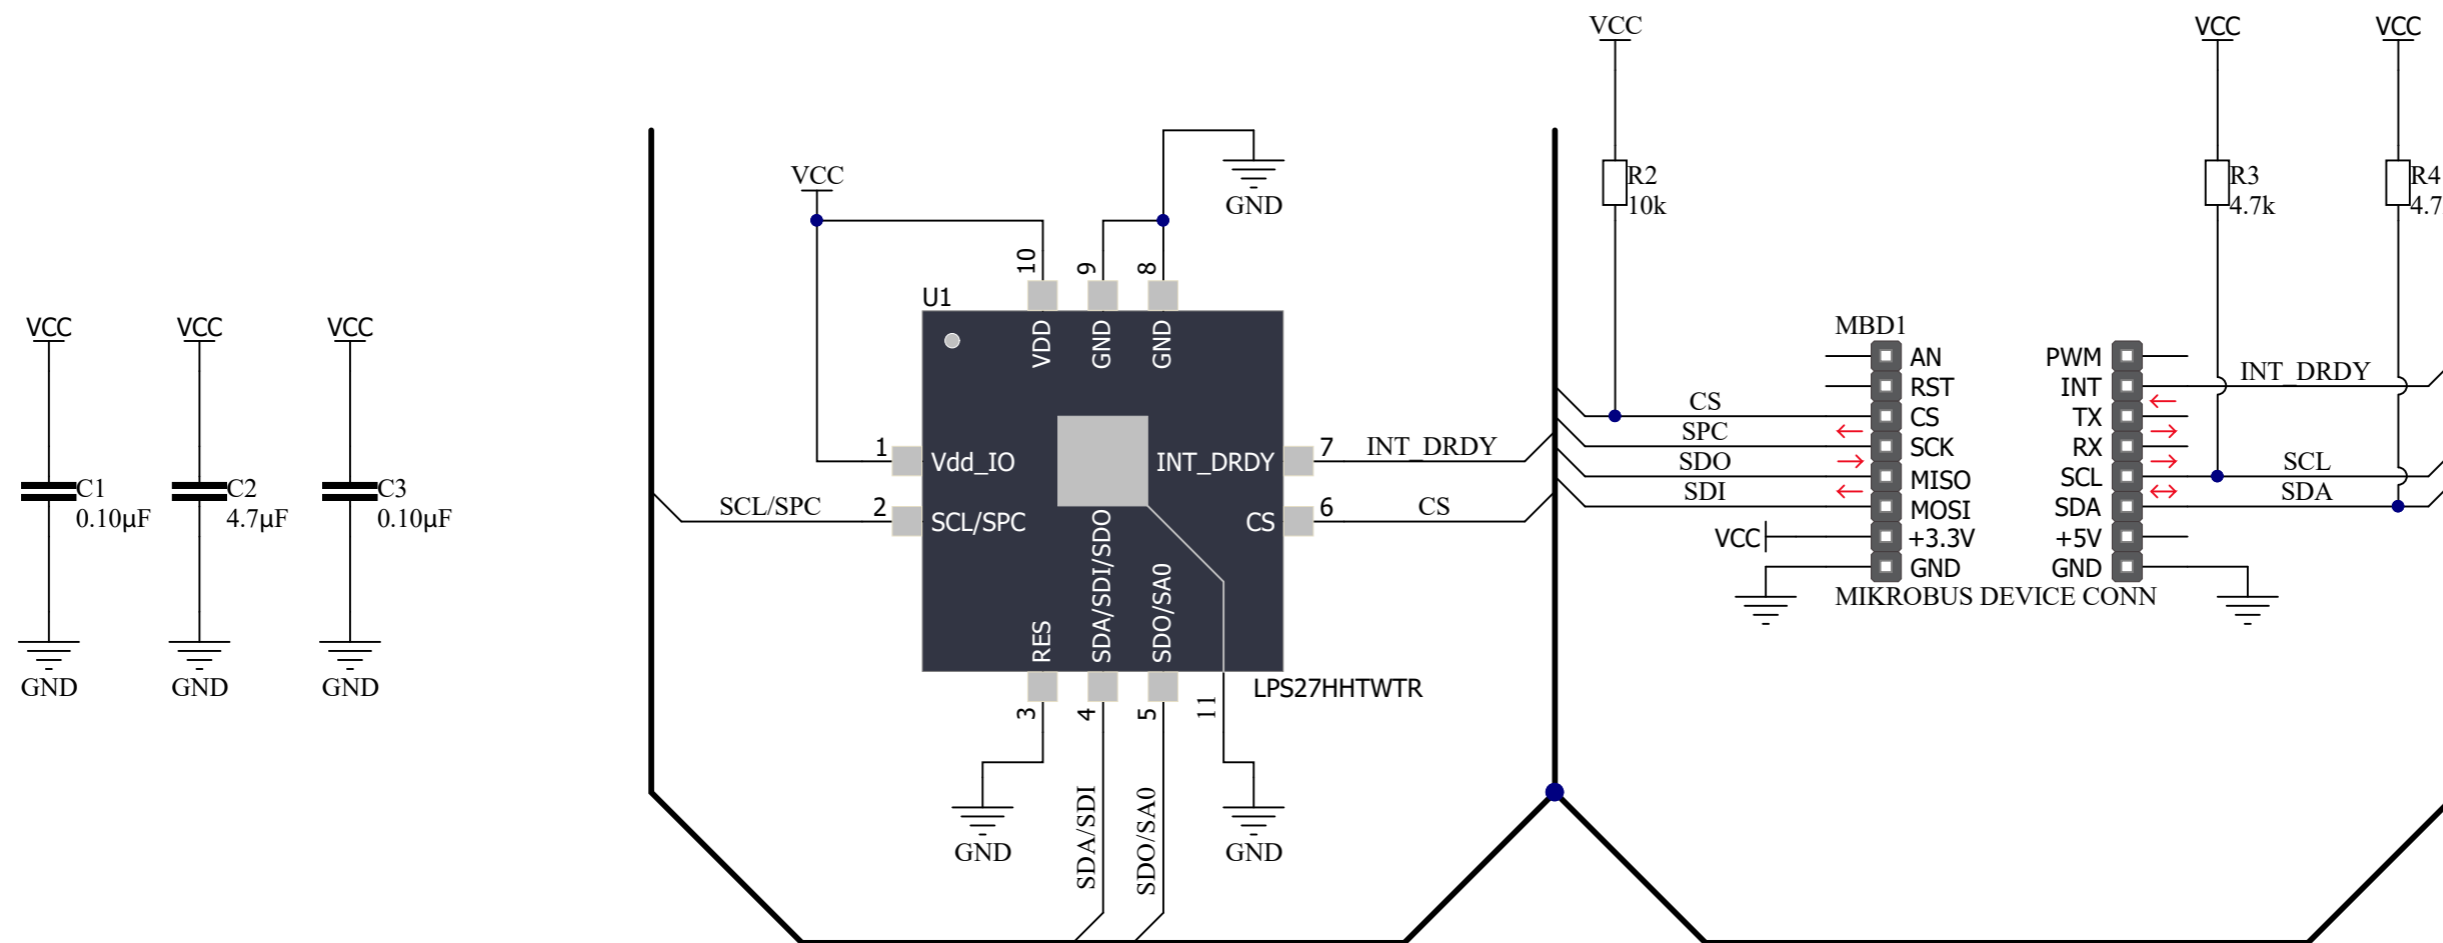 VCC
VCC
VCC
VCC
GND
R2
10k
R3
4.7k
R4
4.7
10
9
8
U1
VDD
GND
GND
VCC
VCC
VCC
C1
0.10µF
C2
4.7µF
C3
0.10µF
GND
GND
GND
1
Vdd_IO
INT_DRDY
7
INT_DRDY
SCL/SPC
2
SCL/SPC
CS
6
CS
RES
SDA/SDI/SDO
SDO/SA0
LPS27HHTWTR
3
4
5
11
GND
SDA/SDI
SDO/SA0
GND
MBD1
AN
PWM
RST
INT
INT_DRDY
CS
CS
TX
SPC
SCK
RX
SDO
MISO
SCL
SCL
SDI
MOSI
SDA
SDA
VCC
+3.3V
+5V
GND
GND
MIKROBUS DEVICE CONN